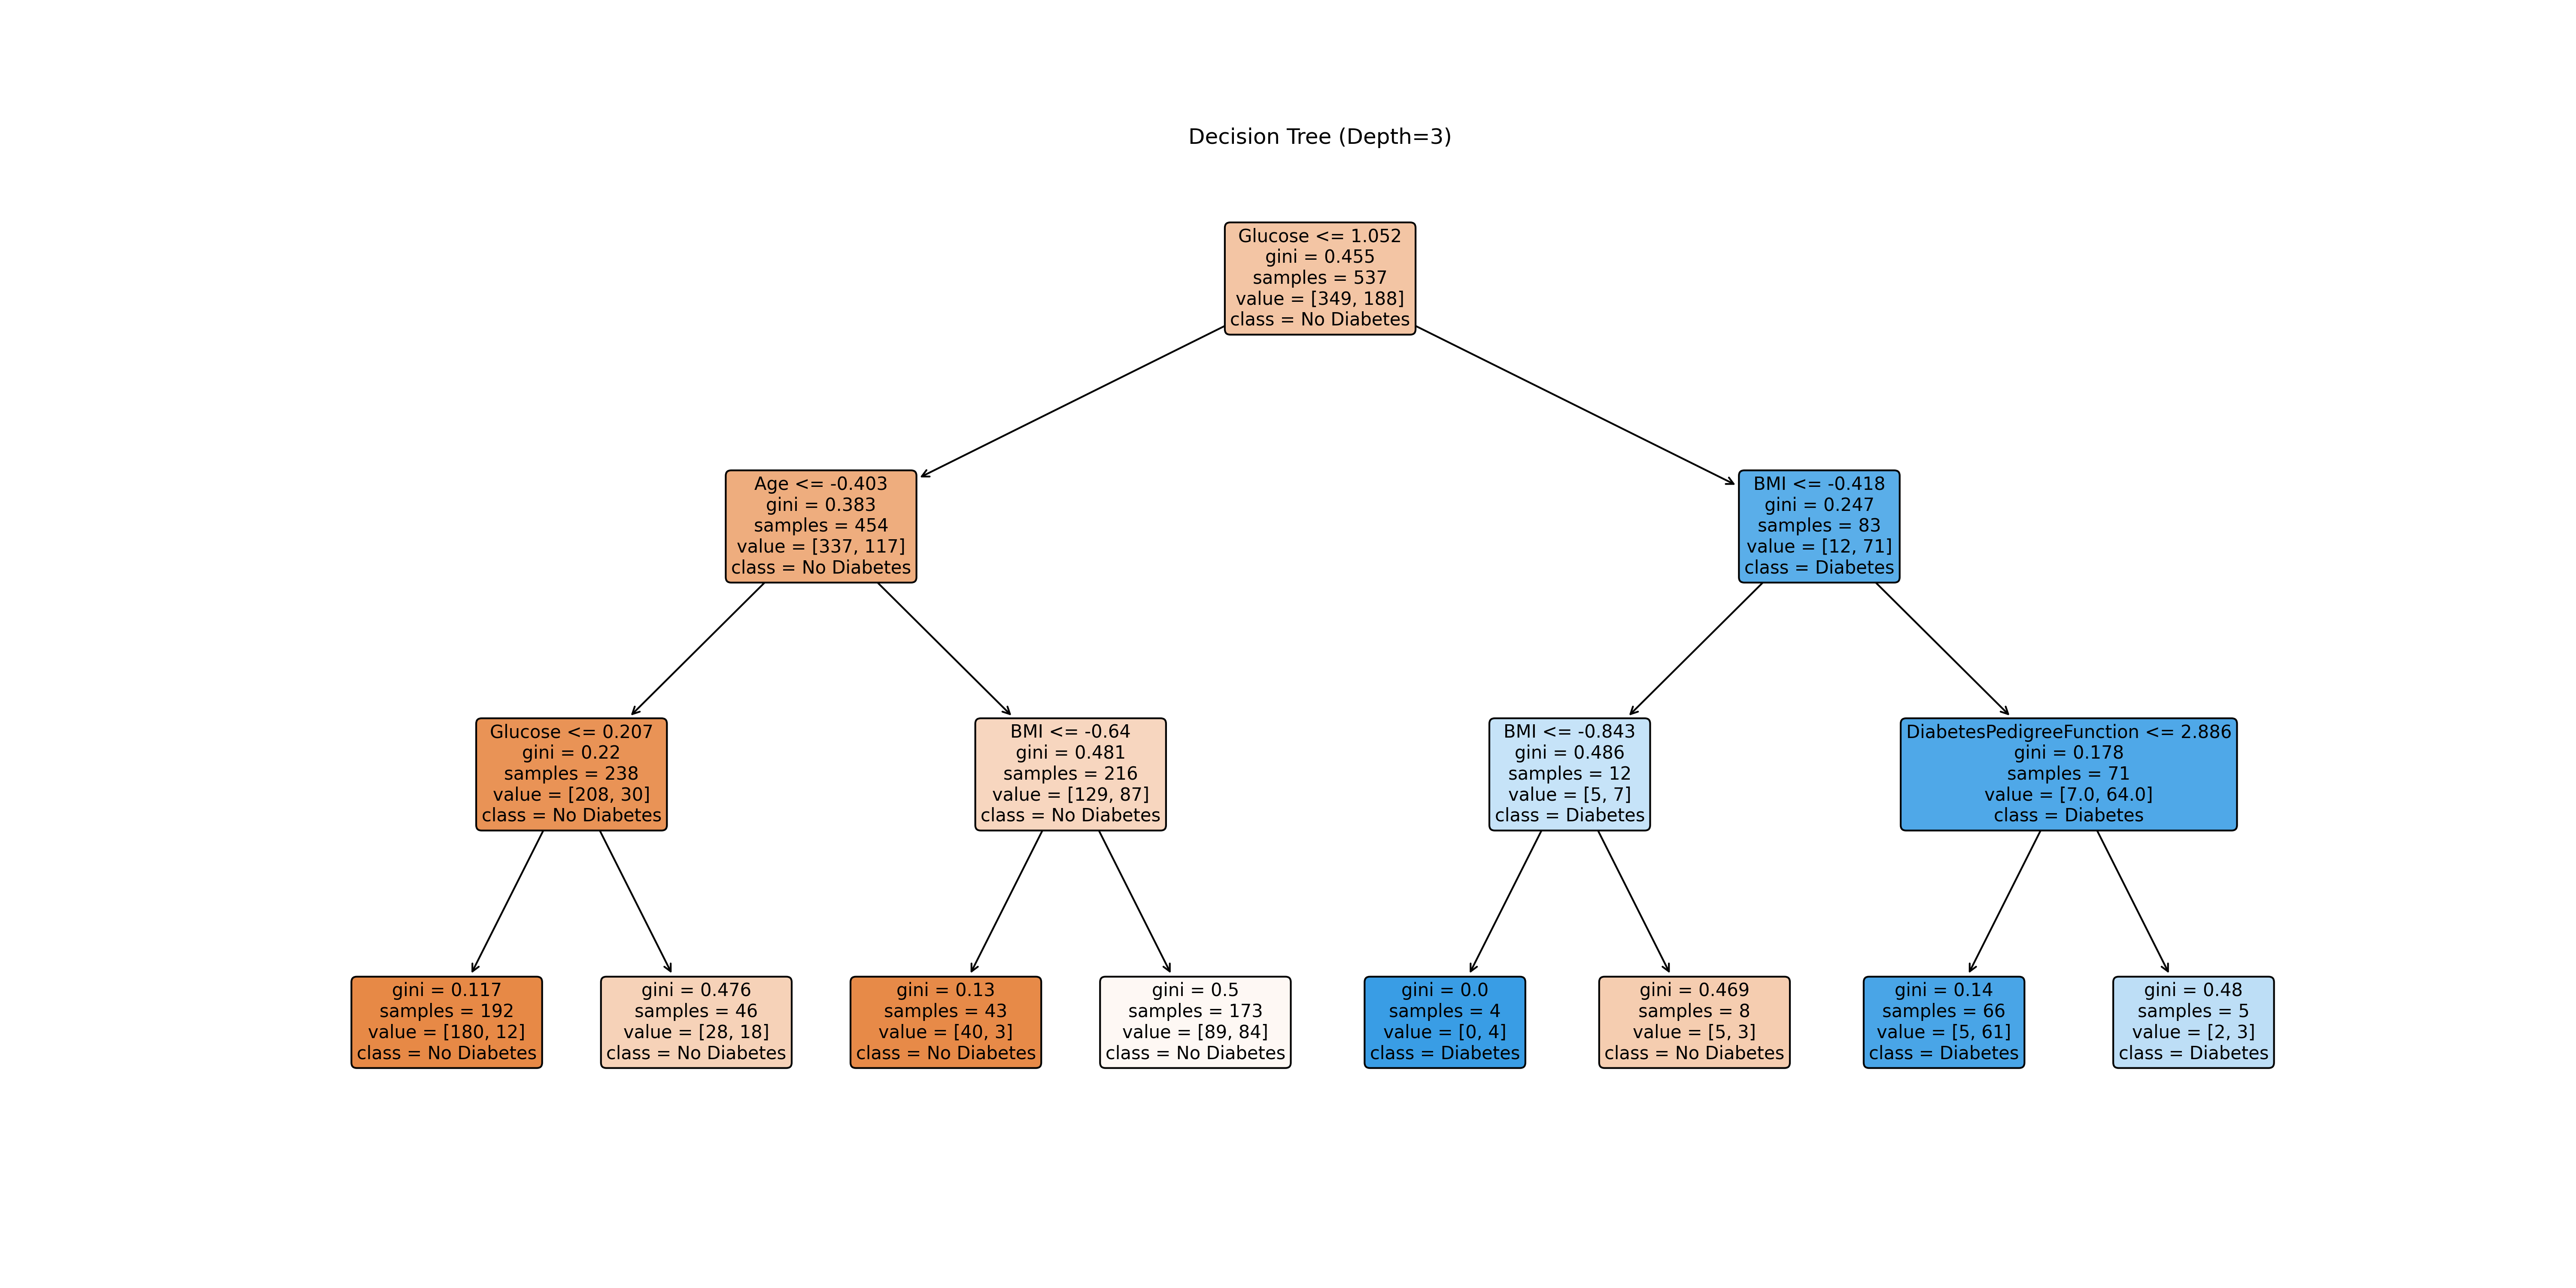 Decision Tree (Depth=3)
Glucose <= 1.052
gini = 0.455
samples = 537
value = [349, 188]
class = No Diabetes
Age <= -0.403
gini = 0.383
samples = 454
value = [337, 117]
class = No Diabetes
BMI <= -0.418
gini = 0.247
samples = 83
value = [12, 71]
class = Diabetes
Glucose <= 0.207
gini = 0.22
samples = 238
value = [208, 30]
class = No Diabetes
BMI <= -0.64
gini = 0.481
samples = 216
value = [129, 87]
class = No Diabetes
BMI <= -0.843
gini = 0.486
samples = 12
value = [5, 7]
class = Diabetes
DiabetesPedigreeFunction <= 2.886
gini = 0.178
samples = 71
value = [7.0, 64.0]
class = Diabetes
gini = 0.117
samples = 192
value = [180, 12]
class = No Diabetes
gini = 0.476
samples = 46
value = [28, 18]
class = No Diabetes
gini = 0.13
samples = 43
value = [40, 3]
class = No Diabetes
gini = 0.5
samples = 173
value = [89, 84]
class = No Diabetes
gini = 0.0
samples = 4
value = [0, 4]
class = Diabetes
gini = 0.469
samples = 8
value = [5, 3]
class = No Diabetes
gini = 0.14
samples = 66
value = [5, 61]
class = Diabetes
gini = 0.48
samples = 5
value = [2, 3]
class = Diabetes